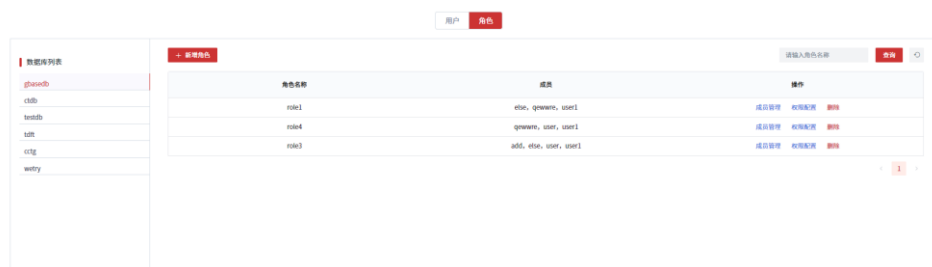 用户 角色
数据库列表
gbasedb
ctdb
testdb
tdtt
cctg
wetry
+ 新增角色 请输入角色名称 查询
角色名称 成员 操作
role1 else, qewwre, user1 成员管理 权限配置 删除
role4 qewwre, user, user1 成员管理 权限配置 删除
role3 add, else, user, user1 成员管理 权限配置 删除
< 1 >